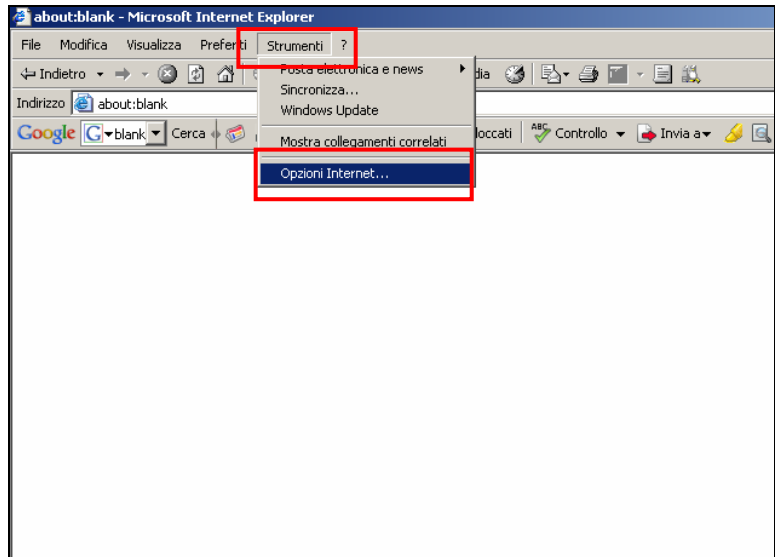 about:blank - Microsoft Internet Explorer
File Modifica Visualizza Preferiti Strumenti ?
Indietro
Posta elettronica e news
Sincronizza...
Indirizzo about:blank
Windows Update
Google G blank Cerca loccati ABC Controllo Invia a
Mostra collegamenti correlati
Opzioni Internet...